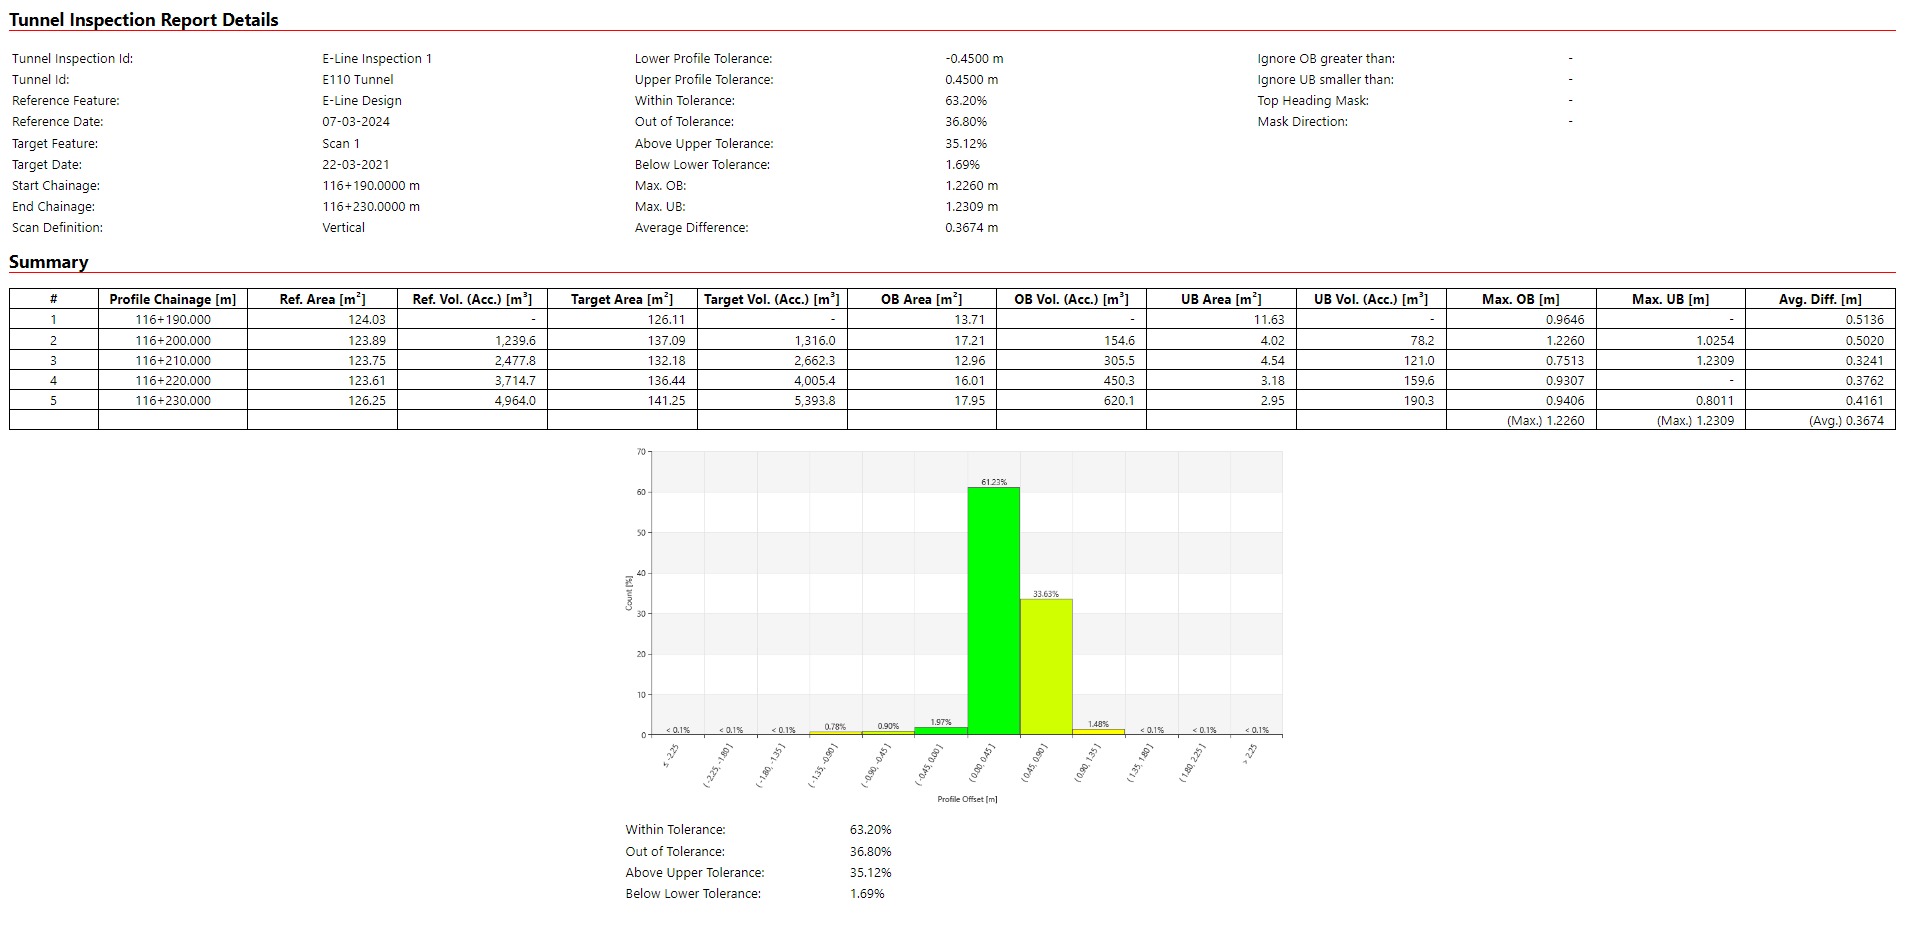 Tunnel Inspection Report Details
Tunnel Inspection Id: E-Line Inspection 1 Lower Profile Tolerance: -0.4500 m Ignore OB greater than: -
Tunnel Id: E110 Tunnel Upper Profile Tolerance: 0.4500 m Ignore UB smaller than: -
Reference Feature: E-Line Design Within Tolerance: 63.20% Top Heading Mask: -
Reference Date: 07-03-2024 Out of Tolerance: 36.80% Mask Direction: -
Target Feature: Scan 1 Above Upper Tolerance: 35.12%
Target Date: 22-03-2021 Below Lower Tolerance: 1.69%
Start Chainage: 116+190.0000 m Max. OB: 1.2260 m
End Chainage: 116+230.0000 m Max. UB: 1.2309 m
Scan Definition: Vertical Average Difference: 0.3674 m
Summary
# Profile Chainage [m] Ref. Area [m²] Ref. Vol. (Acc.) [m³] Target Area [m²] Target Vol. (Acc.) [m³] OB Area [m²] OB Vol. (Acc.) [m³] UB Area [m²] UB Vol. (Acc.) [m³] Max. OB [m] Max. UB [m] Avg. Diff. [m]
1 116+190.000 124.03 - 126.11 - 13.71 - 11.63 - 0.9646 - 0.5136
2 116+200.000 123.89 1,239.6 137.09 1,316.0 17.21 154.6 4.02 78.2 1.2260 1.0254 0.5020
3 116+210.000 123.75 2,477.8 132.18 2,662.3 12.96 305.5 4.54 121.0 0.7513 1.2309 0.3241
4 116+220.000 123.61 3,714.7 136.44 4,005.4 16.01 450.3 3.18 159.6 0.9307 - 0.3762
5 116+230.000 126.25 4,964.0 141.25 5,393.8 17.95 620.1 2.95 190.3 0.9406 0.8011 0.4161
(Max.) 1.2260 (Max.) 1.2309 (Avg.) 0.3674
70
60
50
40
30
20
10
0
Count [%]
< 0.1% < 0.1% < 0.1% 0.78% 0.90% 1.97% 61.23% 33.63% 1.48% < 0.1% < 0.1% < 0.1%
≤ -2.25 ( -2.25, -1.80 ] ( -1.80, -1.35 ] ( -1.35, -0.90 ] ( -0.90, -0.45 ] ( -0.45, 0.00 ] ( 0.00, 0.45 ] ( 0.45, 0.90 ] ( 0.90, 1.35 ] ( 1.35, 1.80 ] ( 1.80, 2.25 ] > 2.25
Profile Offset [m]
Within Tolerance: 63.20%
Out of Tolerance: 36.80%
Above Upper Tolerance: 35.12%
Below Lower Tolerance: 1.69%